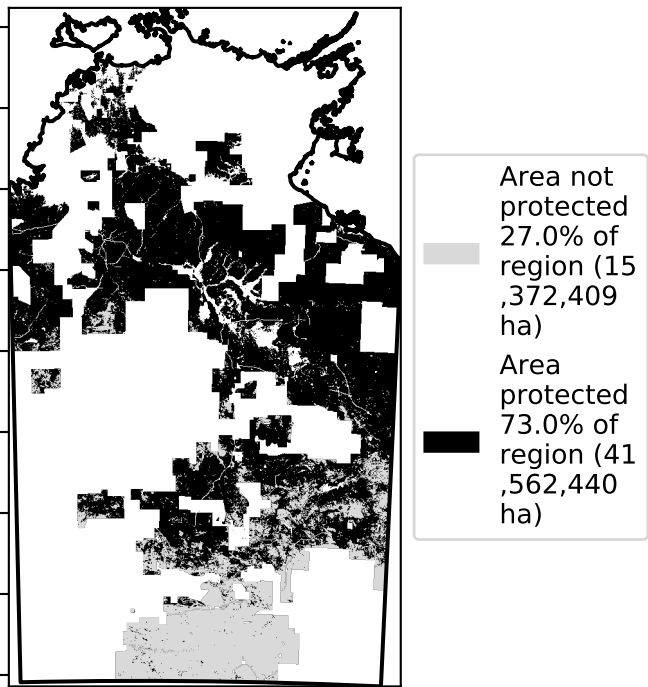 Area not
protected
27.0% of
region (15
,372,409
ha)
Area
protected
73.0% of
region (41
,562,440
ha)